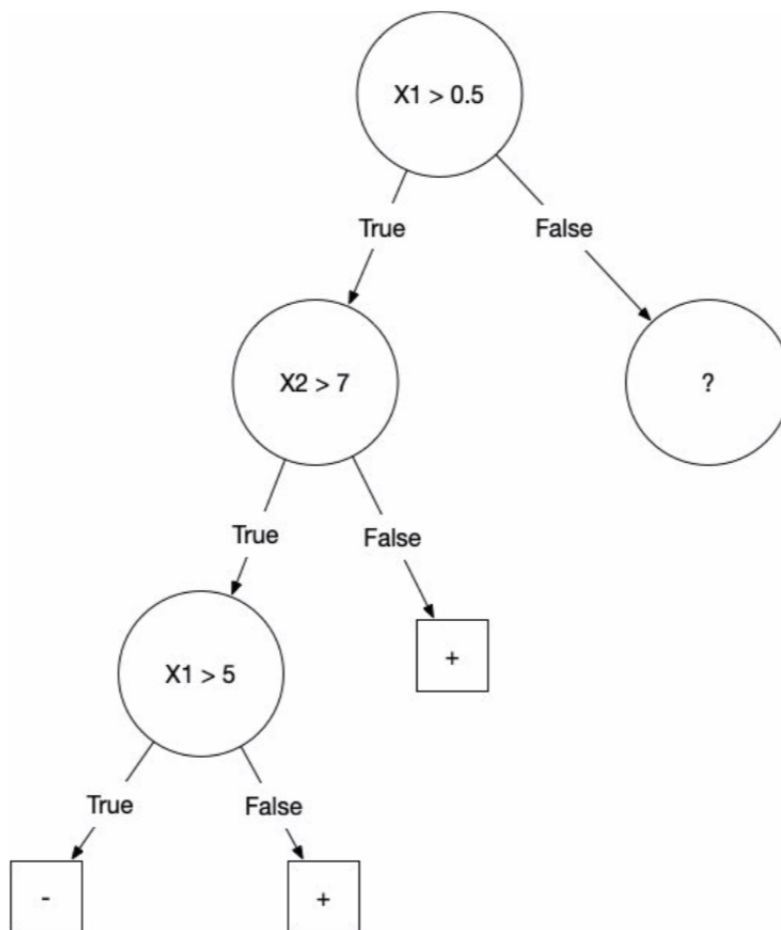 X1 > 0.5
True
False
X2 > 7
?
True
False
X1 > 5
+
True
False
-
+